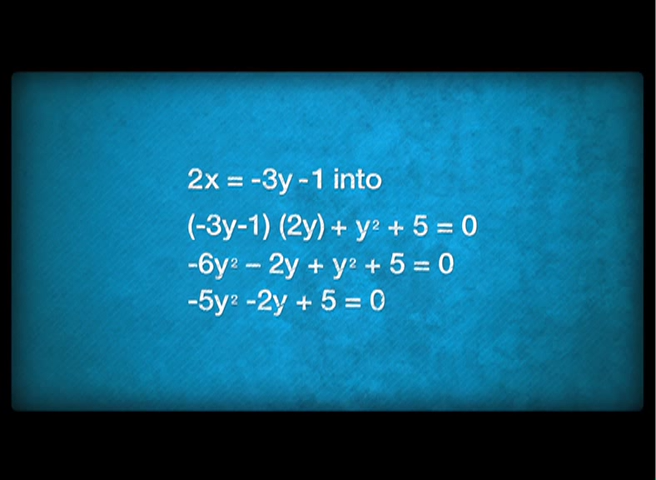 2x = -3y -1 into
(-3y-1) (2y) + y² + 5 = 0
-6y² – 2y + y² + 5 = 0
-5y² -2y + 5 = 0